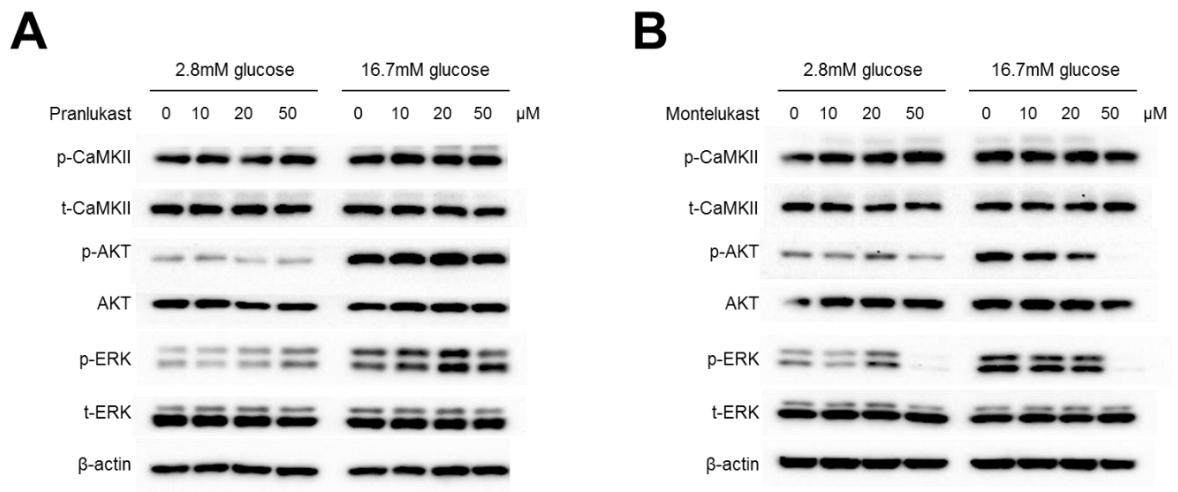 A
2.8mM glucose 16.7mM glucose
Pranlukast 0 10 20 50 0 10 20 50 μM
p-CaMKII
t-CaMKII
p-AKT
AKT
p-ERK
t-ERK
β-actin
B
2.8mM glucose 16.7mM glucose
Montelukast 0 10 20 50 0 10 20 50 μM
p-CaMKII
t-CaMKII
p-AKT
AKT
p-ERK
t-ERK
β-actin